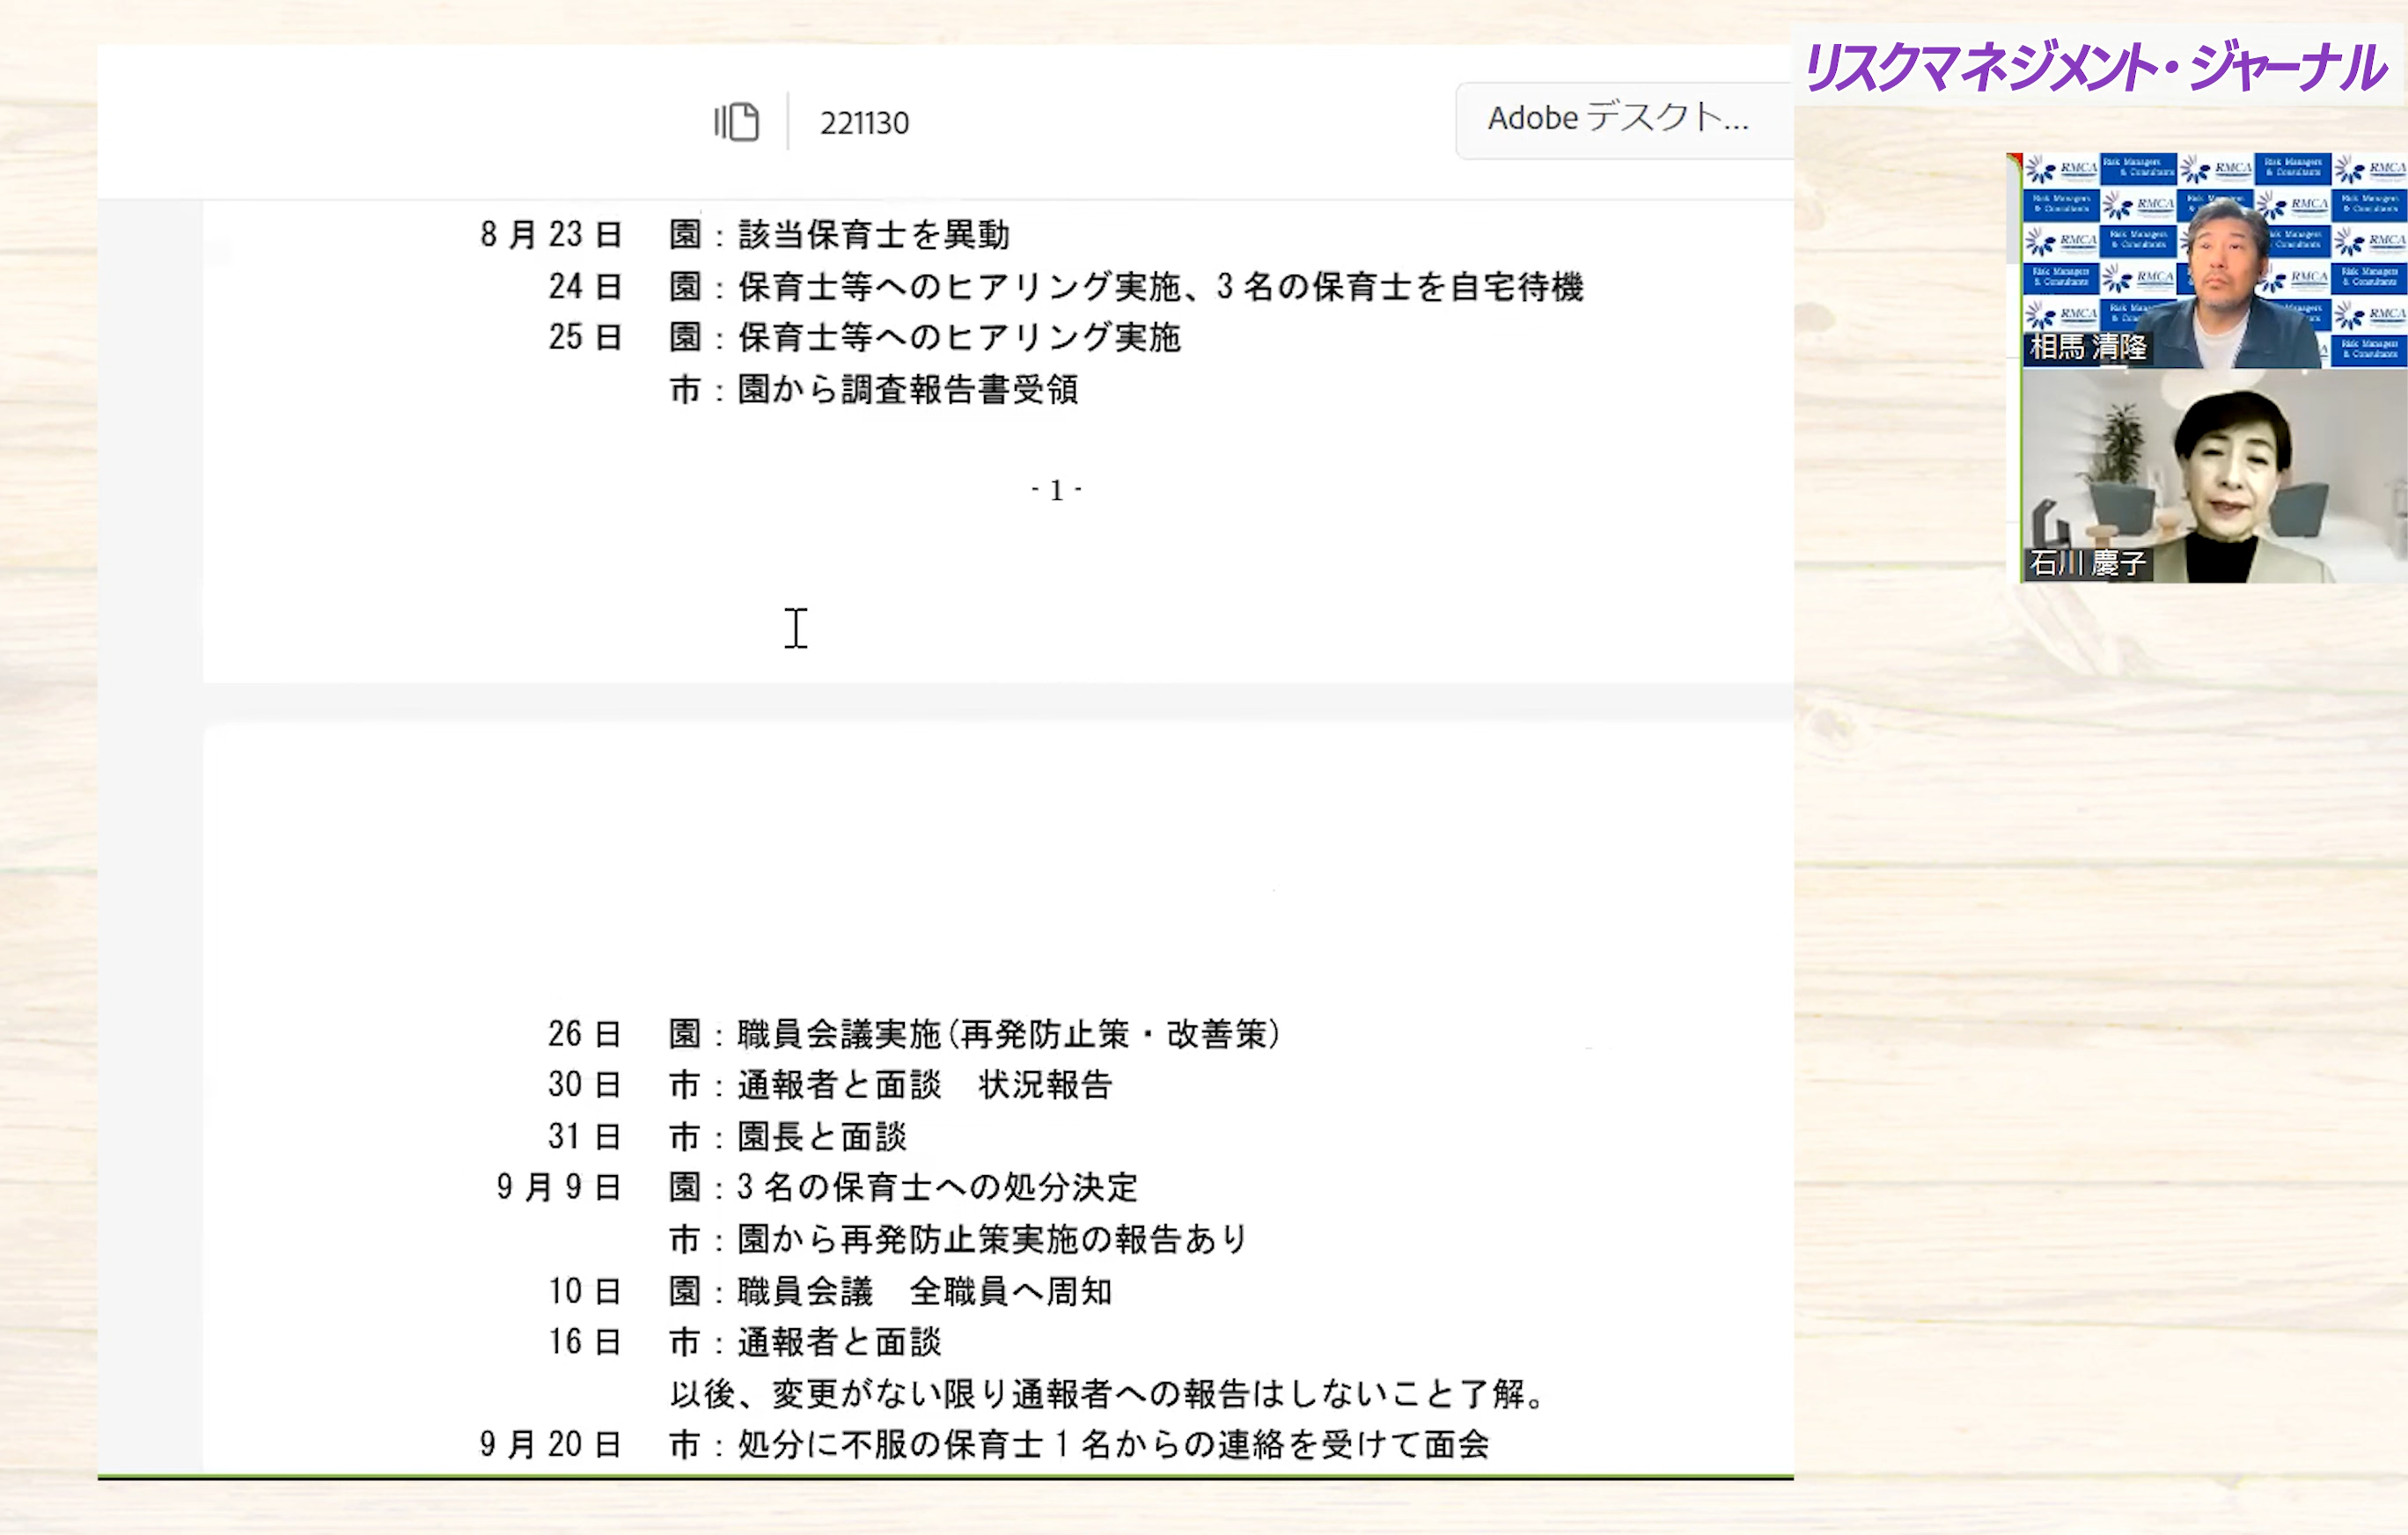 リスクマネジメント・ジャーナル
221130
Adobe デスクト...
8月23日 園：該当保育士を異動
24日 園：保育士等へのヒアリング実施、3名の保育士を自宅待機
25日 園：保育士等へのヒアリング実施
市：園から調査報告書受領
- 1 -
26日 園：職員会議実施(再発防止策・改善策)
30日 市：通報者と面談　状況報告
31日 市：園長と面談
9月9日 園：3名の保育士への処分決定
市：園から再発防止策実施の報告あり
10日 園：職員会議　全職員へ周知
16日 市：通報者と面談
以後、変更がない限り通報者への報告はしないこと了解。
9月20日 市：処分に不服の保育士1名からの連絡を受けて面会
RMCA
Risk Managers & Consultants
相馬 清隆
石川 慶子